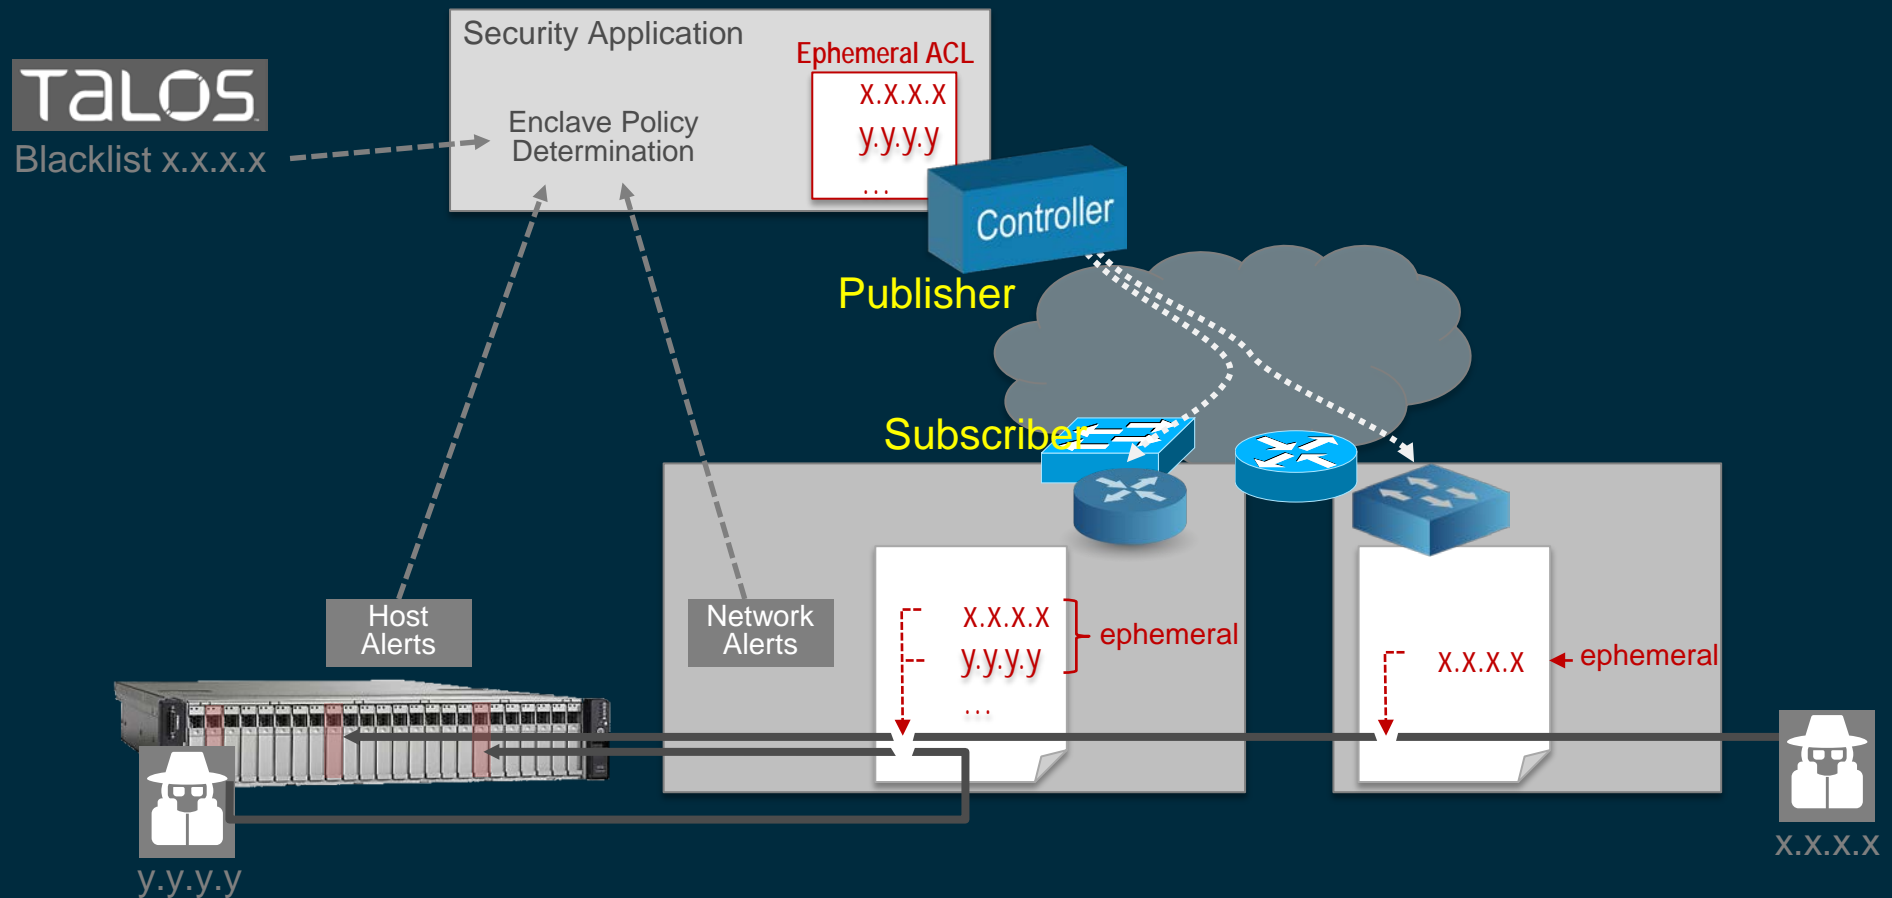 Security Application
Ephemeral ACL
x.x.x.x
y.y.y.y
...
TALOS
Blacklist x.x.x.x
Enclave Policy
Determination
Controller
Publisher
Subscriber
Host
Alerts
Network
Alerts
x.x.x.x
y.y.y.y
...
ephemeral
x.x.x.x
ephemeral
y.y.y.y
x.x.x.x